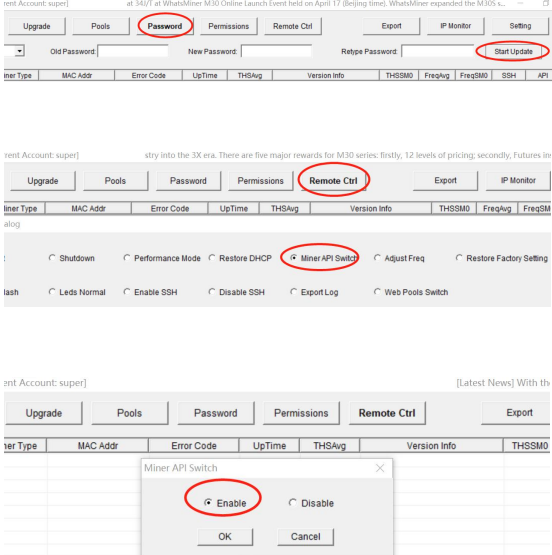 rent Account: super] at 34J/T at WhatsMiner M30 Online Launch Event held on April 17 (Beijing time). WhatsMiner expanded the M30S s...
Upgrade Pools Password Permissions Remote Ctrl Export IP Monitor Setting
Old Password: New Password: Retype Password: Start Update
iner Type MAC Addr Error Code UpTime THSAvg Version Info THSSM0 FreqAvg FreqSM0 SSH API
rrent Account: super] stry into the 3X era. There are five major rewards for M30 series: firstly, 12 levels of pricing; secondly, Futures in
Upgrade Pools Password Permissions Remote Ctrl Export IP Monitor
Miner Type MAC Addr Error Code UpTime THSAvg Version Info THSSM0 FreqAvg FreqSM
alog
Shutdown Performance Mode Restore DHCP Miner API Switch Adjust Freq Restore Factory Setting
lash Leds Normal Enable SSH Disable SSH Export Log Web Pools Switch
ent Account: super] [Latest News] With th
Upgrade Pools Password Permissions Remote Ctrl Export
ner Type MAC Addr Error Code UpTime THSAvg Version Info THSSM0
Miner API Switch
Enable Disable
OK Cancel